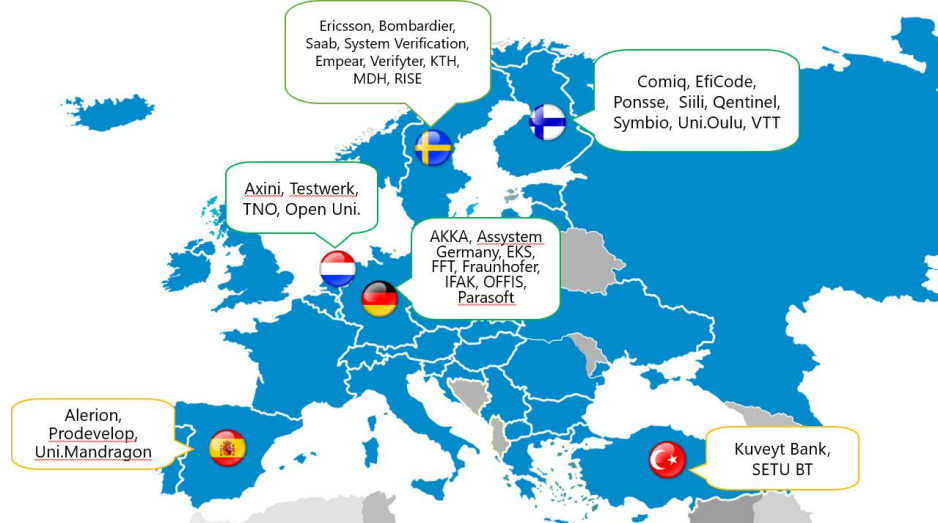 Ericsson, Bombardier,
Saab, System Verification,
Empear, Verifyter, KTH,
MDH, RISE
Comiq, EfiCode,
Ponsse, Siili, Qentinel,
Symbio, Uni.Oulu, VTT
Axini, Testwerk,
TNO, Open Uni.
AKKA, Assystem
Germany, EKS,
FFT, Fraunhofer,
IFAK, OFFIS,
Parasoft
Alerion,
Prodevelop,
Uni.Mandragon
Kuveyt Bank,
SETU BT